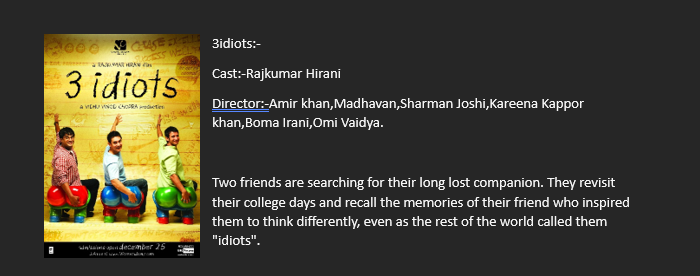 a RAJKUMAR HIRANI film
3 idiots
a VIDHU VINOD CHOPRA production
december 25
3idiots:-
Cast:-Rajkumar Hirani
Director:-Amir khan,Madhavan,Sharman Joshi,Kareena Kappor
khan,Boma Irani,Omi Vaidya.
Two friends are searching for their long lost companion. They revisit
their college days and recall the memories of their friend who inspired
them to think differently, even as the rest of the world called them
"idiots".